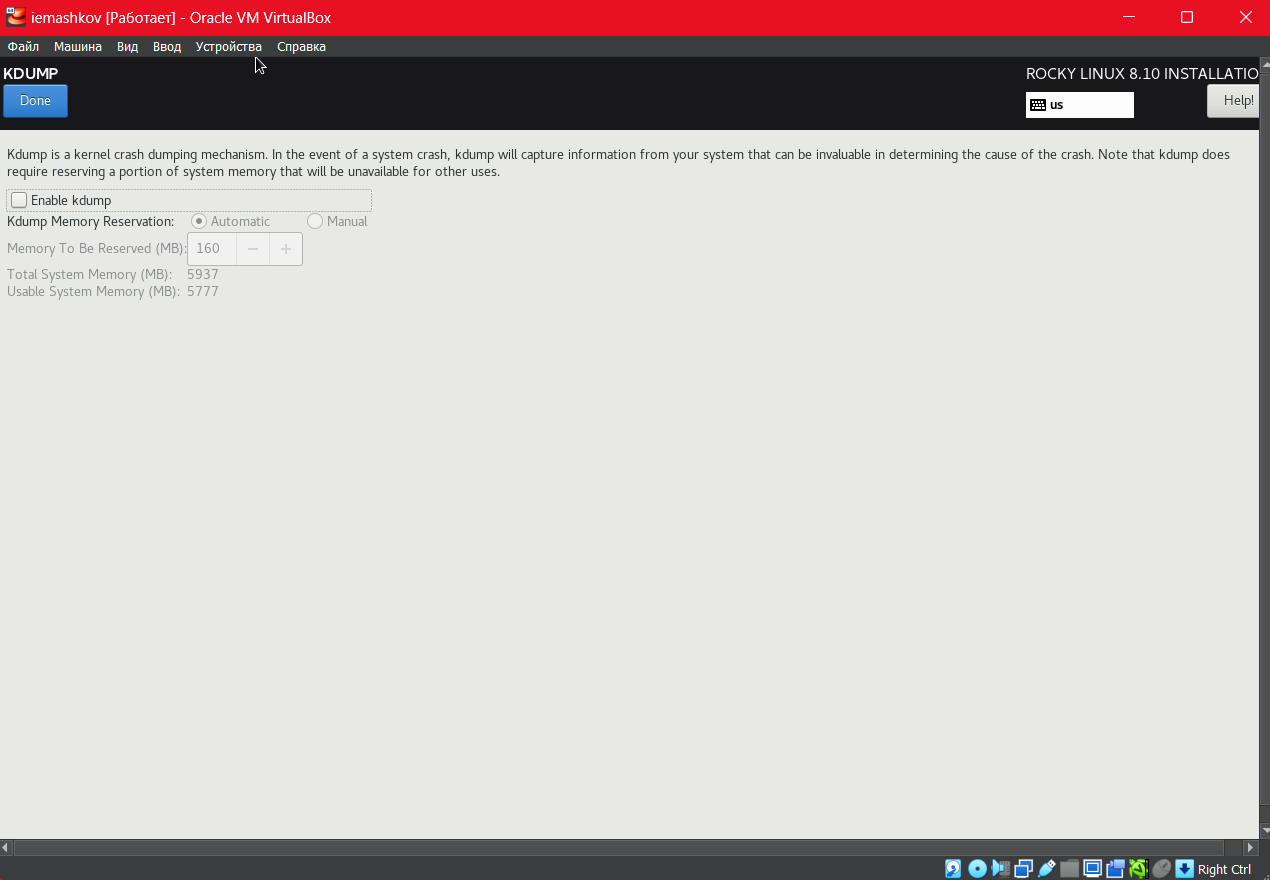 iemashkov [Работает] - Oracle VM VirtualBox
Файл Машина Вид Ввод Устройства Справка
KDUMP
ROCKY LINUX 8.10 INSTALLATIO
Done
us
Help!
Kdump is a kernel crash dumping mechanism. In the event of a system crash, kdump will capture information from your system that can be invaluable in determining the cause of the crash. Note that kdump does
require reserving a portion of system memory that will be unavailable for other uses.
Enable kdump
Kdump Memory Reservation: Automatic Manual
Memory To Be Reserved (MB): 160 − +
Total System Memory (MB): 5937
Usable System Memory (MB): 5777
Right Ctrl